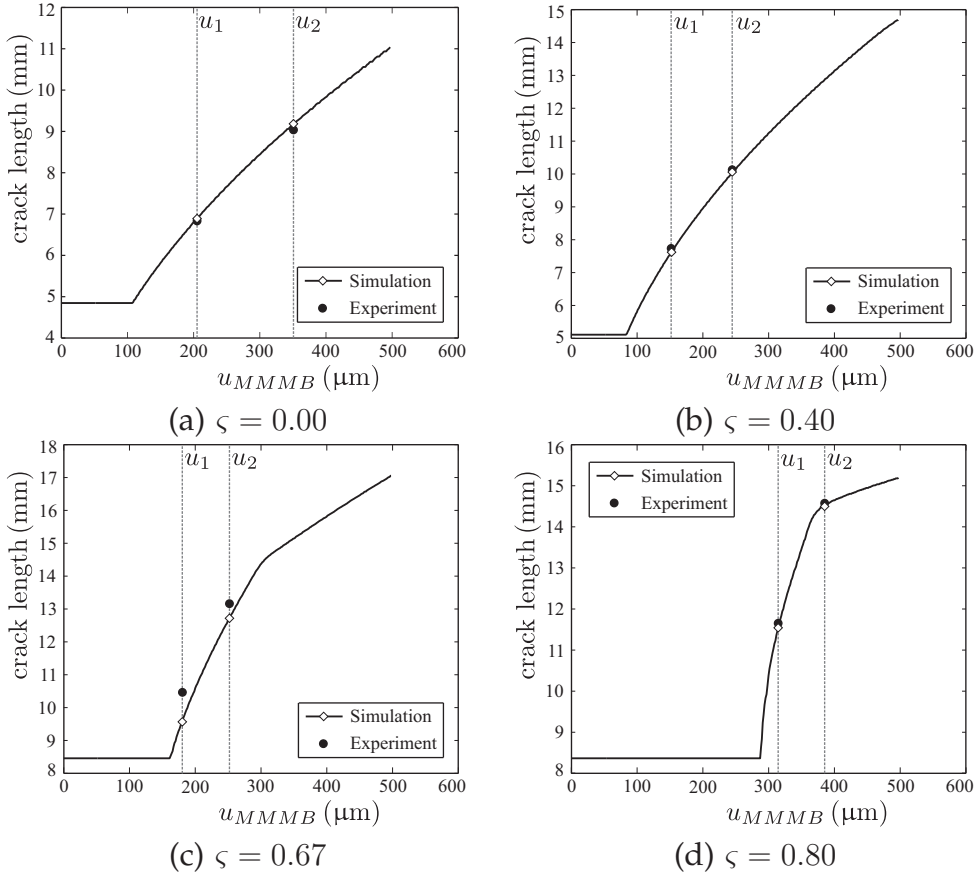 12
11
10
9
8
7
6
5
4
crack length (mm)
u1
u2
Simulation
Experiment
0 100 200 300 400 500 600
uMMMB (μm)
(a) ς = 0.00
15
14
13
12
11
10
9
8
7
6
5
crack length (mm)
u1
u2
Simulation
Experiment
0 100 200 300 400 500 600
uMMMB (μm)
(b) ς = 0.40
18
17
16
15
14
13
12
11
10
9
8
crack length (mm)
u1
u2
Simulation
Experiment
0 100 200 300 400 500 600
uMMMB (μm)
(c) ς = 0.67
16
15
14
13
12
11
10
9
8
crack length (mm)
Simulation
Experiment
u1
u2
0 100 200 300 400 500 600
uMMMB (μm)
(d) ς = 0.80